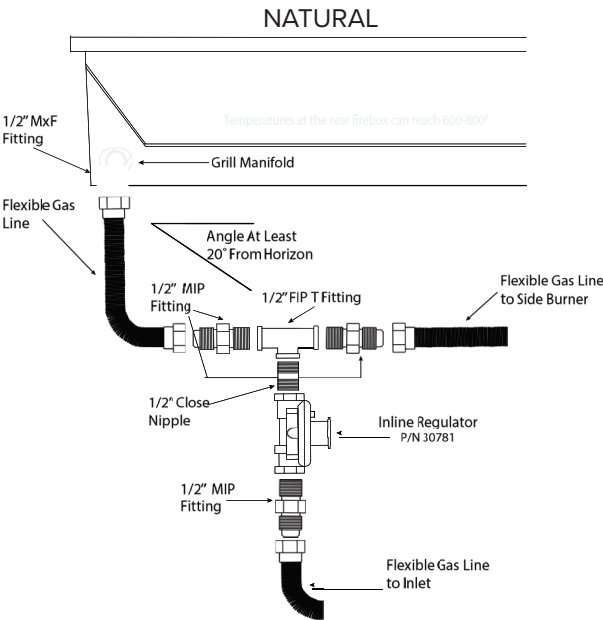 NATURAL
Temperatures at the rear firebox can reach 600-800°
1/2" MxF
Fitting
Grill Manifold
Flexible Gas
Line
Angle At Least
20° From Horizon
1/2" MIP
Fitting
1/2" FIP T Fitting
Flexible Gas Line
to Side Burner
1/2" Close
Nipple
Inline Regulator
P/N 30781
1/2" MIP
Fitting
Flexible Gas Line
to Inlet